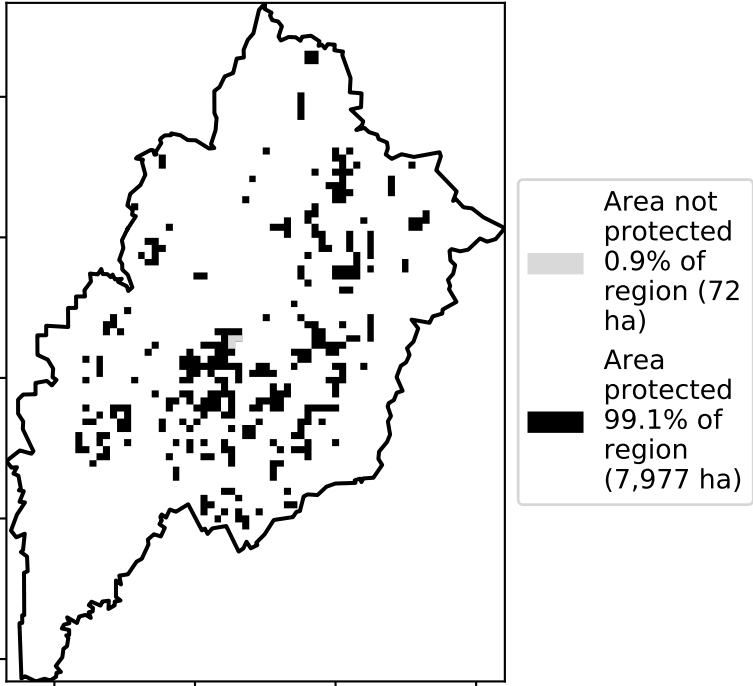 Area not
protected
0.9% of
region (72
ha)
Area
protected
99.1% of
region
(7,977 ha)